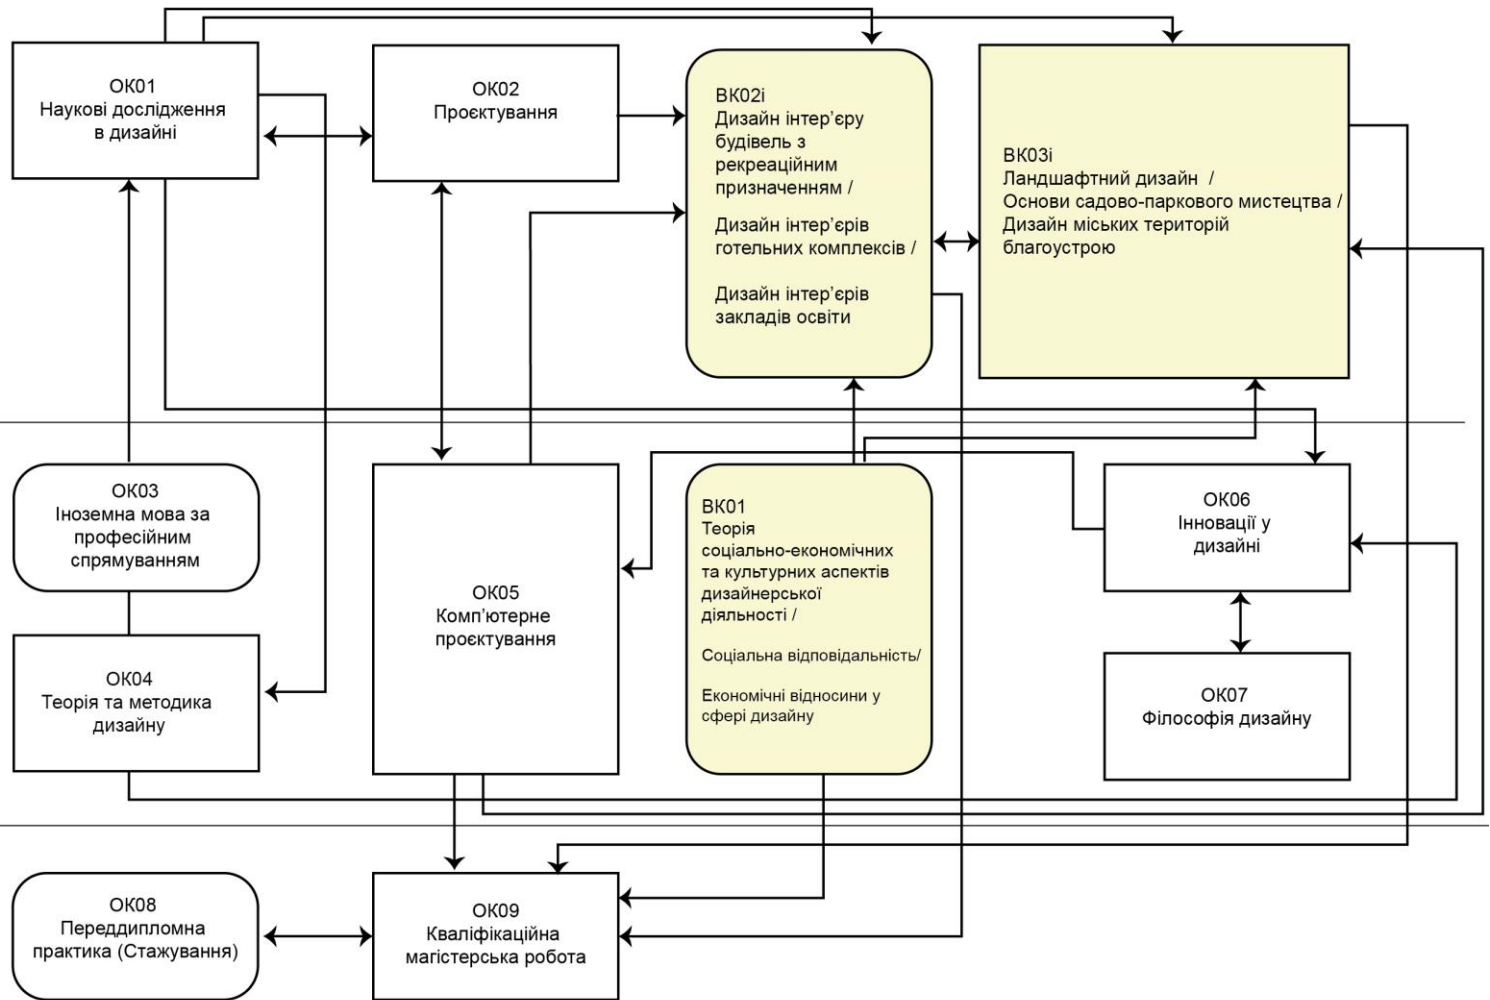 ОК01
Наукові дослідження
в дизайні
ОК02
Проєктування
ВК02і
Дизайн інтер’єру
будівель з
рекреаційним
призначенням /
Дизайн інтер’єрів
готельних комплексів /
Дизайн інтер’єрів
закладів освіти
ВК03і
Ландшафтний дизайн /
Основи садово-паркового мистецтва /
Дизайн міських територій
благоустрою
ОК03
Іноземна мова за
професійним
спрямуванням
ОК04
Теорія та методика
дизайну
ОК05
Комп’ютерне
проєктування
ВК01
Теорія
соціально-економічних
та культурних аспектів
дизайнерської
діяльності /
Соціальна відповідальність/
Економічні відносини у
сфері дизайну
ОК06
Інновації у
дизайні
ОК07
Філософія дизайну
ОК08
Переддипломна
практика (Стажування)
ОК09
Кваліфікаційна
магістерська робота